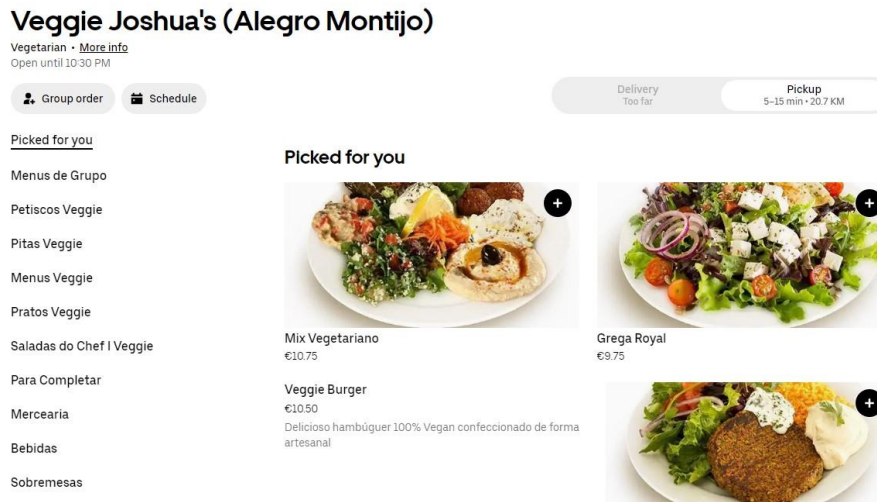 Veggie Joshua's (Alegro Montijo)
Vegetarian • More info
Open until 10:30 PM
Group order
Schedule
Delivery
Too far
Pickup
5–15 min • 20.7 KM
Picked for you
Menus de Grupo
Petiscos Veggie
Pitas Veggie
Menus Veggie
Pratos Veggie
Saladas do Chef I Veggie
Para Completar
Mercearia
Bebidas
Sobremesas
Picked for you
Mix Vegetariano
€10.75
Grega Royal
€9.75
Veggie Burger
€10.50
Delicioso hambúguer 100% Vegan confeccionado de forma
artesanal